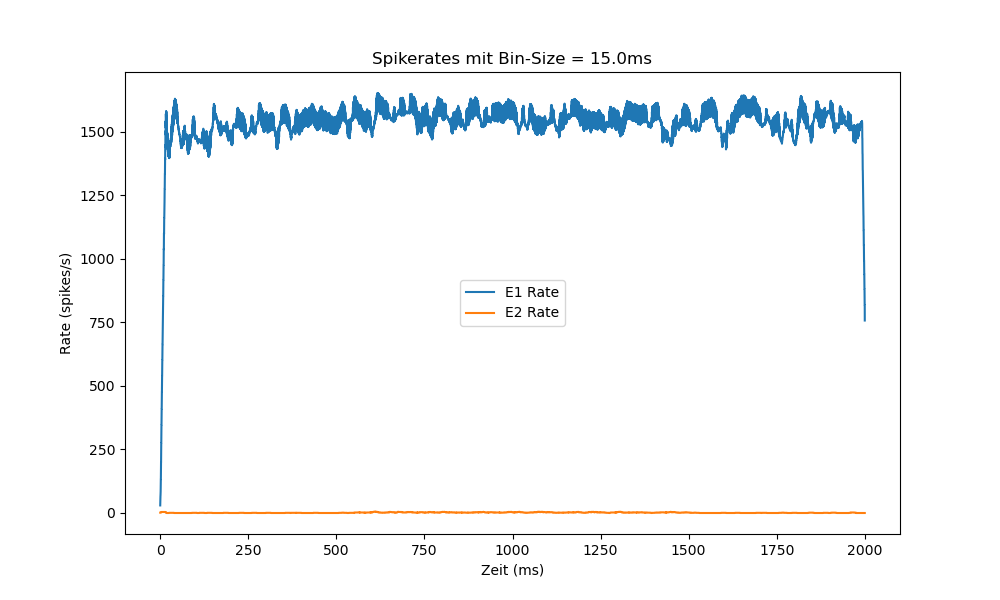 Spikerates mit Bin-Size = 15.0ms
Rate (spikes/s)
1500
1250
1000
750
500
250
0
E1 Rate
E2 Rate
0 250 500 750 1000 1250 1500 1750 2000
Zeit (ms)